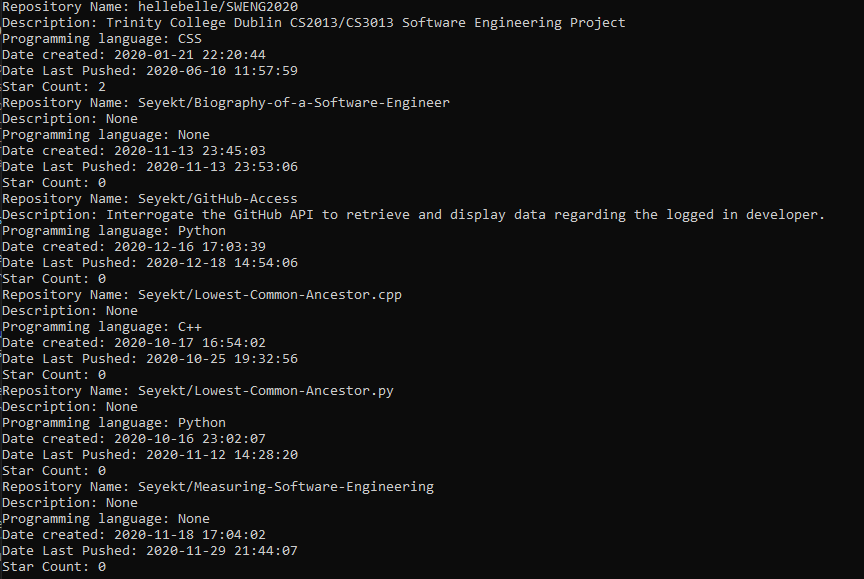 Repository Name: hellebelle/SWENG2020
Description: Trinity College Dublin CS2013/CS3013 Software Engineering Project
Programming language: CSS
Date created: 2020-01-21 22:20:44
Date Last Pushed: 2020-06-10 11:57:59
Star Count: 2
Repository Name: Seyekt/Biography-of-a-Software-Engineer
Description: None
Programming language: None
Date created: 2020-11-13 23:45:03
Date Last Pushed: 2020-11-13 23:53:06
Star Count: 0
Repository Name: Seyekt/GitHub-Access
Description: Interrogate the GitHub API to retrieve and display data regarding the logged in developer.
Programming language: Python
Date created: 2020-12-16 17:03:39
Date Last Pushed: 2020-12-18 14:54:06
Star Count: 0
Repository Name: Seyekt/Lowest-Common-Ancestor.cpp
Description: None
Programming language: C++
Date created: 2020-10-17 16:54:02
Date Last Pushed: 2020-10-25 19:32:56
Star Count: 0
Repository Name: Seyekt/Lowest-Common-Ancestor.py
Description: None
Programming language: Python
Date created: 2020-10-16 23:02:07
Date Last Pushed: 2020-11-12 14:28:20
Star Count: 0
Repository Name: Seyekt/Measuring-Software-Engineering
Description: None
Programming language: None
Date created: 2020-11-18 17:04:02
Date Last Pushed: 2020-11-29 21:44:07
Star Count: 0